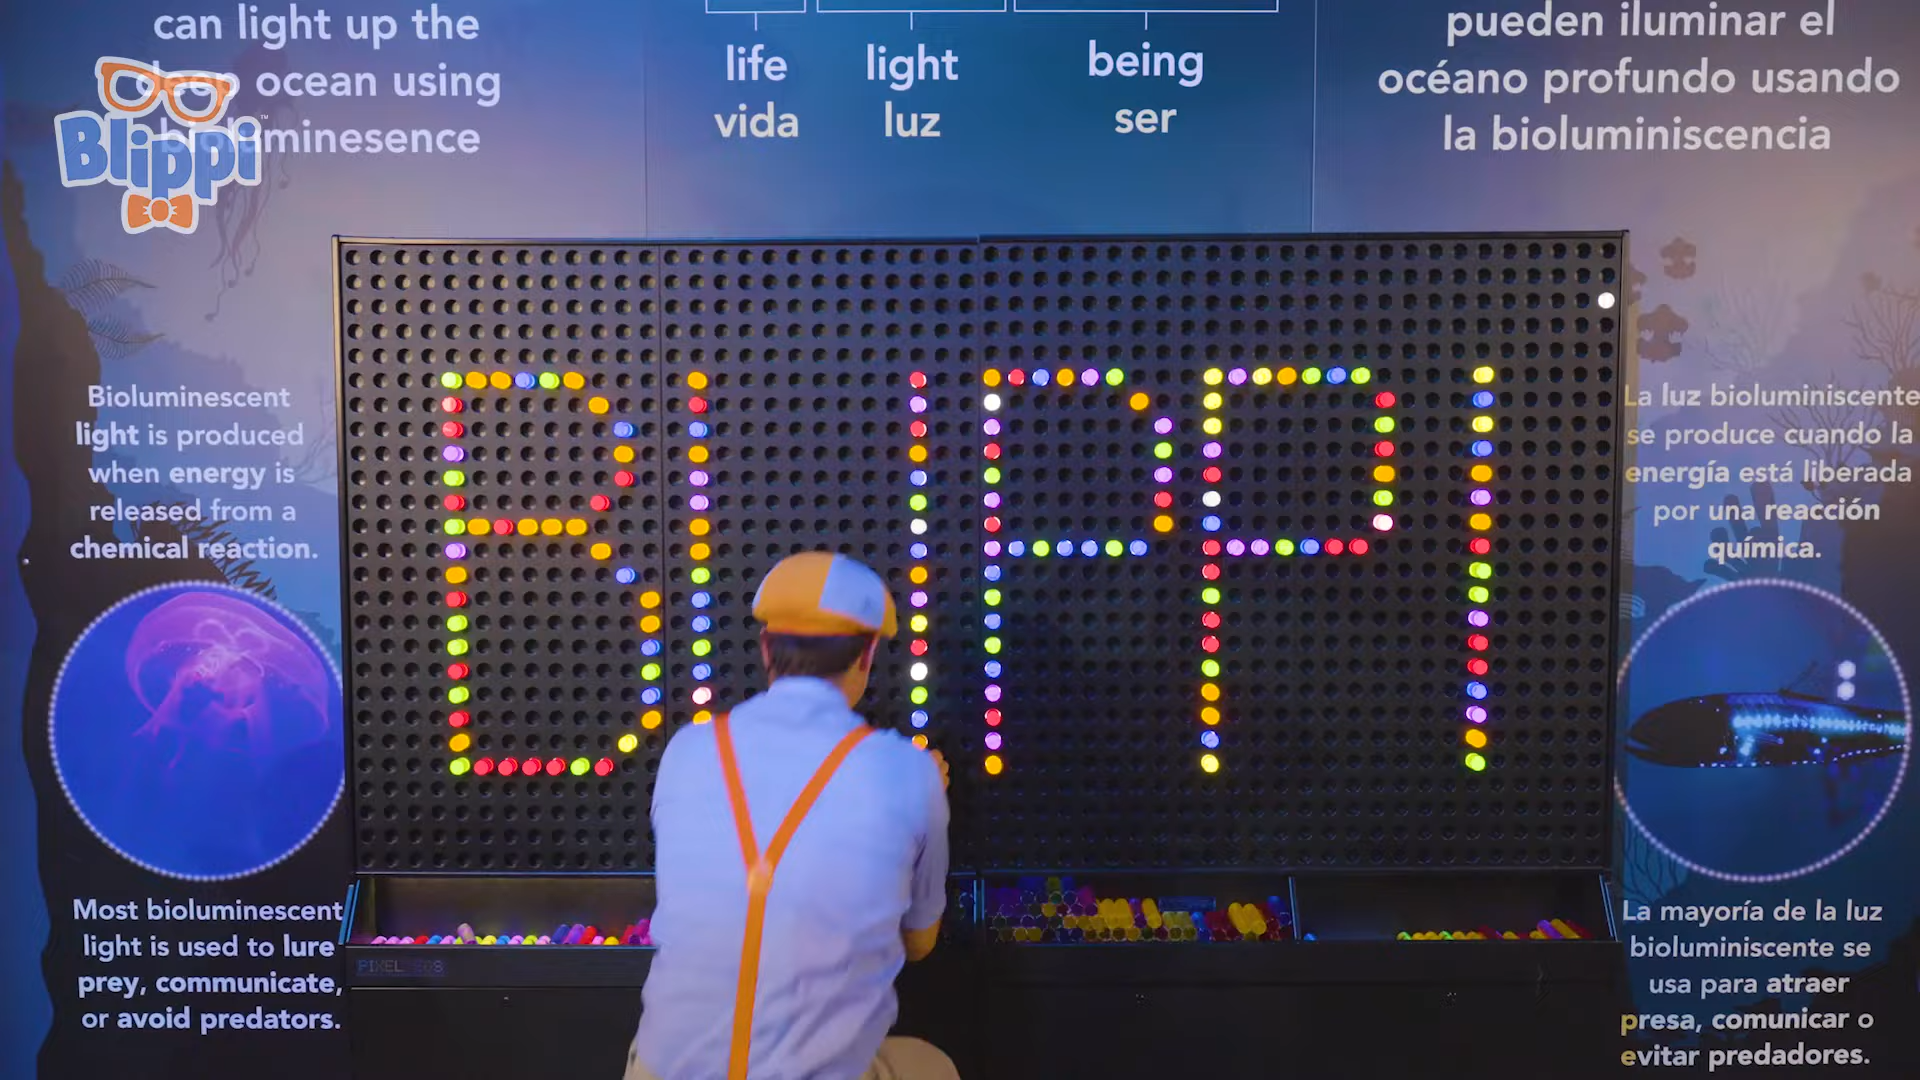 can light up the
deep ocean using
bioluminesence
Blippi
life
vida
light
luz
being
ser
pueden iluminar el
océano profundo usando
la bioluminiscencia
BLIPPI
Bioluminescent
light is produced
when energy is
released from a
chemical reaction.
Most bioluminescent
light is used to lure
prey, communicate,
or avoid predators.
La luz bioluminiscente
se produce cuando la
energía está liberada
por una reacción
química.
La mayoría de la luz
bioluminiscente se
usa para atraer
presa, comunicar o
evitar predadores.